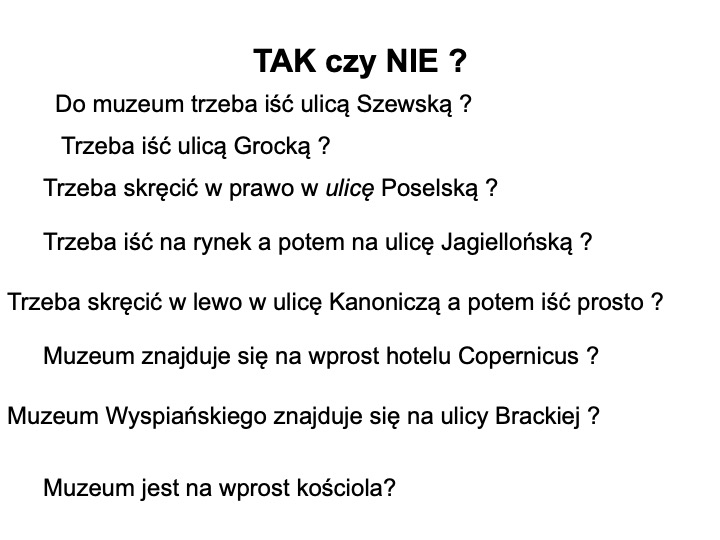 TAK czy NIE ?
Do muzeum trzeba iść ulicą Szewską ?
Trzeba iść ulicą Grocką ?
Trzeba skręcić w prawo w ulicę Poselską ?
Trzeba iść na rynek a potem na ulicę Jagiellońską ?
Trzeba skręcić w lewo w ulicę Kanoniczą a potem iść prosto ?
Muzeum znajduje się na wprost hotelu Copernicus ?
Muzeum Wyspiańskiego znajduje się na ulicy Brackiej ?
Muzeum jest na wprost kościola?